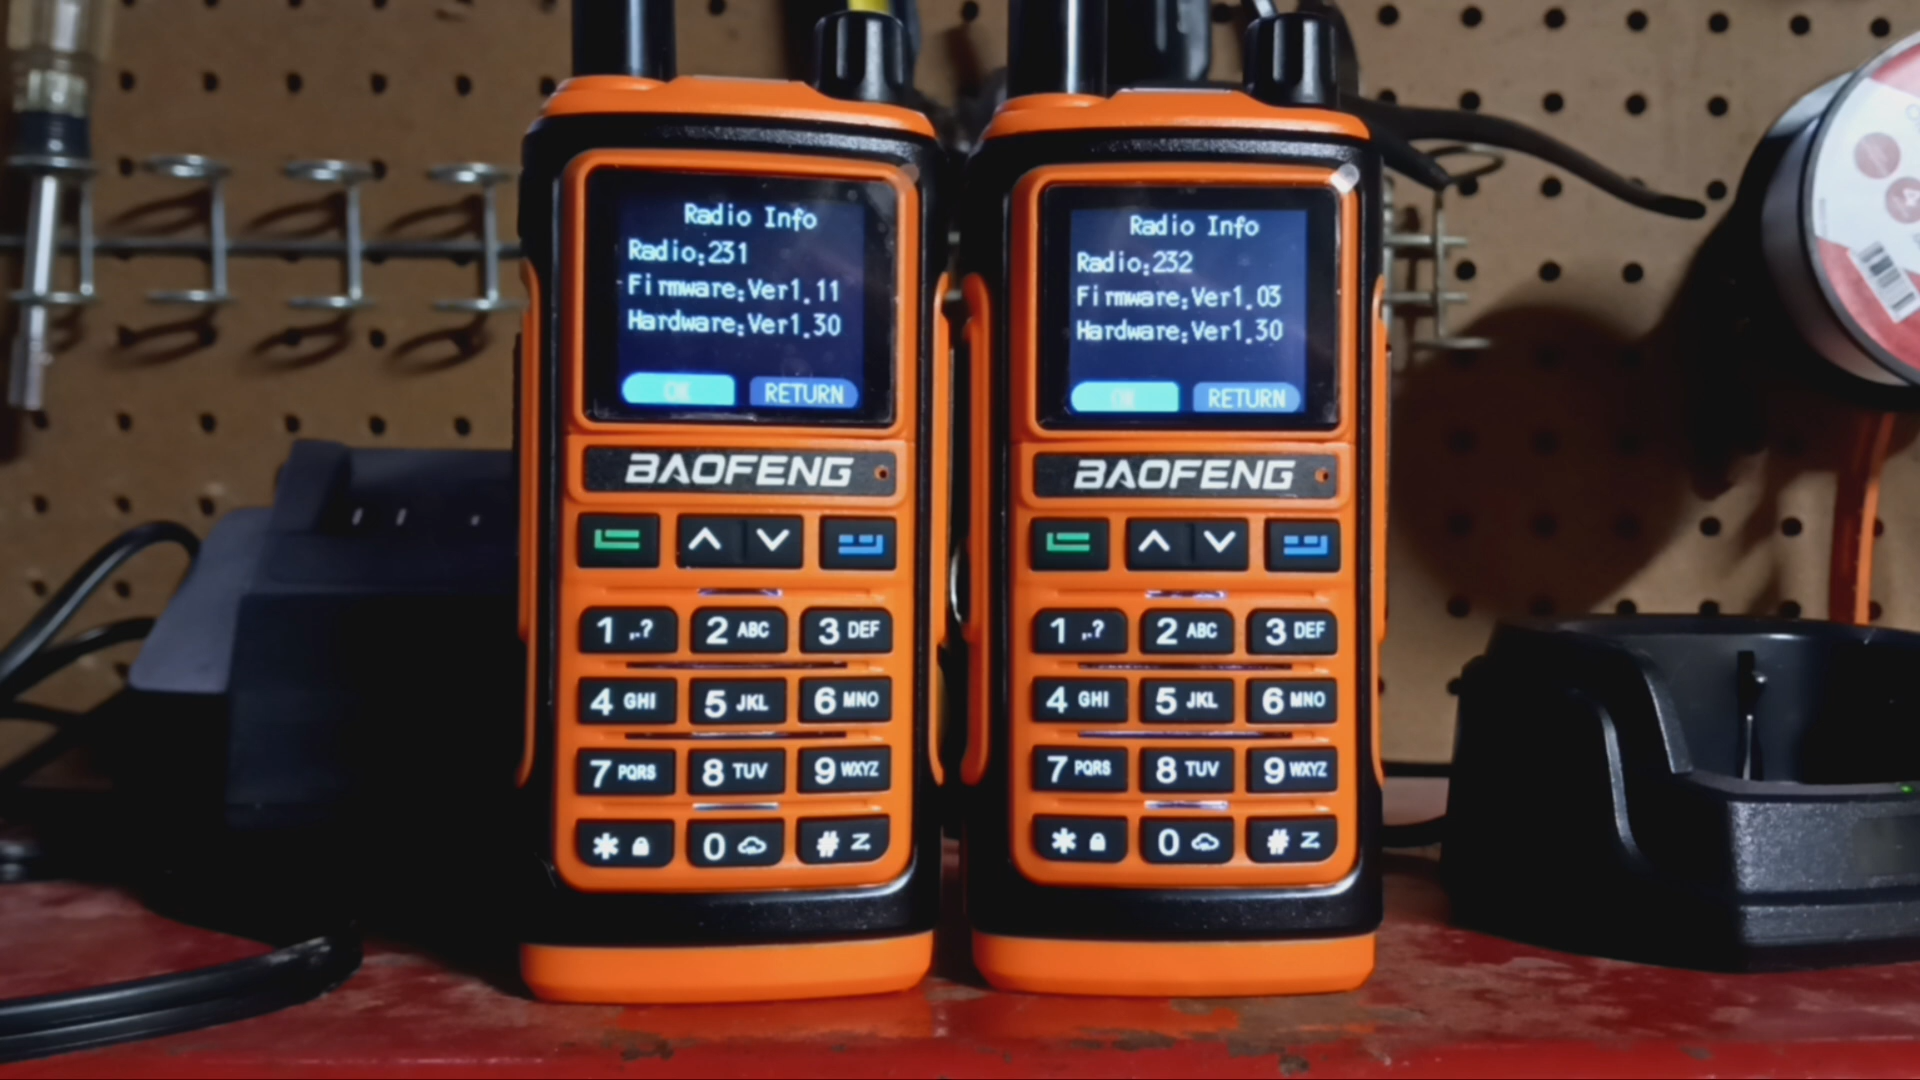 Radio Info
Radio:231
Firmware:Ver1.11
Hardware:Ver1.30
OK RETURN
BAOFENG
1 ,.? 2 ABC 3 DEF
4 GHI 5 JKL 6 MNO
7 PQRS 8 TUV 9 WXYZ
* 0 #
Radio Info
Radio:232
Firmware:Ver1.03
Hardware:Ver1.30
OK RETURN
BAOFENG
1 ,.? 2 ABC 3 DEF
4 GHI 5 JKL 6 MNO
7 PQRS 8 TUV 9 WXYZ
* 0 #